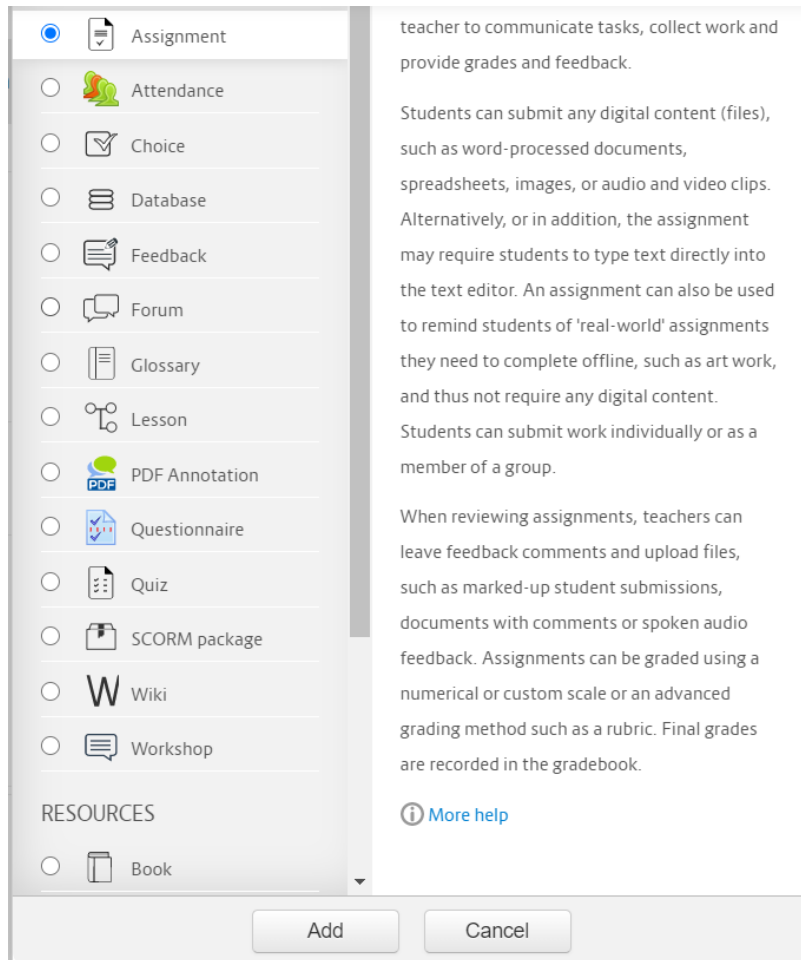 Assignment
Attendance
Choice
Database
Feedback
Forum
Glossary
Lesson
PDF
PDF Annotation
Questionnaire
Quiz
SCORM package
W Wiki
Workshop
RESOURCES
Book
teacher to communicate tasks, collect work and
provide grades and feedback.
Students can submit any digital content (files),
such as word-processed documents,
spreadsheets, images, or audio and video clips.
Alternatively, or in addition, the assignment
may require students to type text directly into
the text editor. An assignment can also be used
to remind students of 'real-world' assignments
they need to complete offline, such as art work,
and thus not require any digital content.
Students can submit work individually or as a
member of a group.
When reviewing assignments, teachers can
leave feedback comments and upload files,
such as marked-up student submissions,
documents with comments or spoken audio
feedback. Assignments can be graded using a
numerical or custom scale or an advanced
grading method such as a rubric. Final grades
are recorded in the gradebook.
More help
Add
Cancel